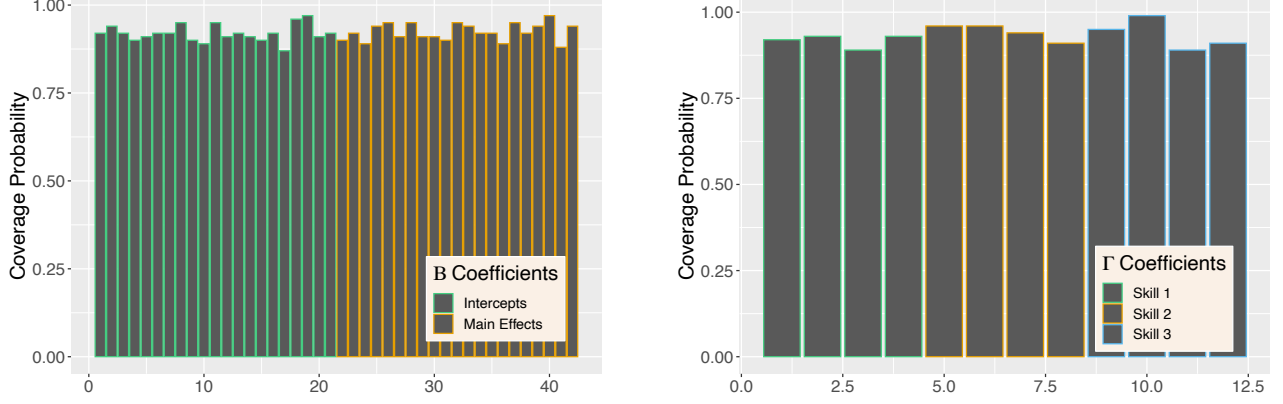 1.00
0.75
0.50
0.25
0.00
Coverage Probability
B Coefficients
Intercepts
Main Effects
0 10 20 30 40
1.00
0.75
0.50
0.25
0.00
Coverage Probability
Γ Coefficients
Skill 1
Skill 2
Skill 3
0.0 2.5 5.0 7.5 10.0 12.5